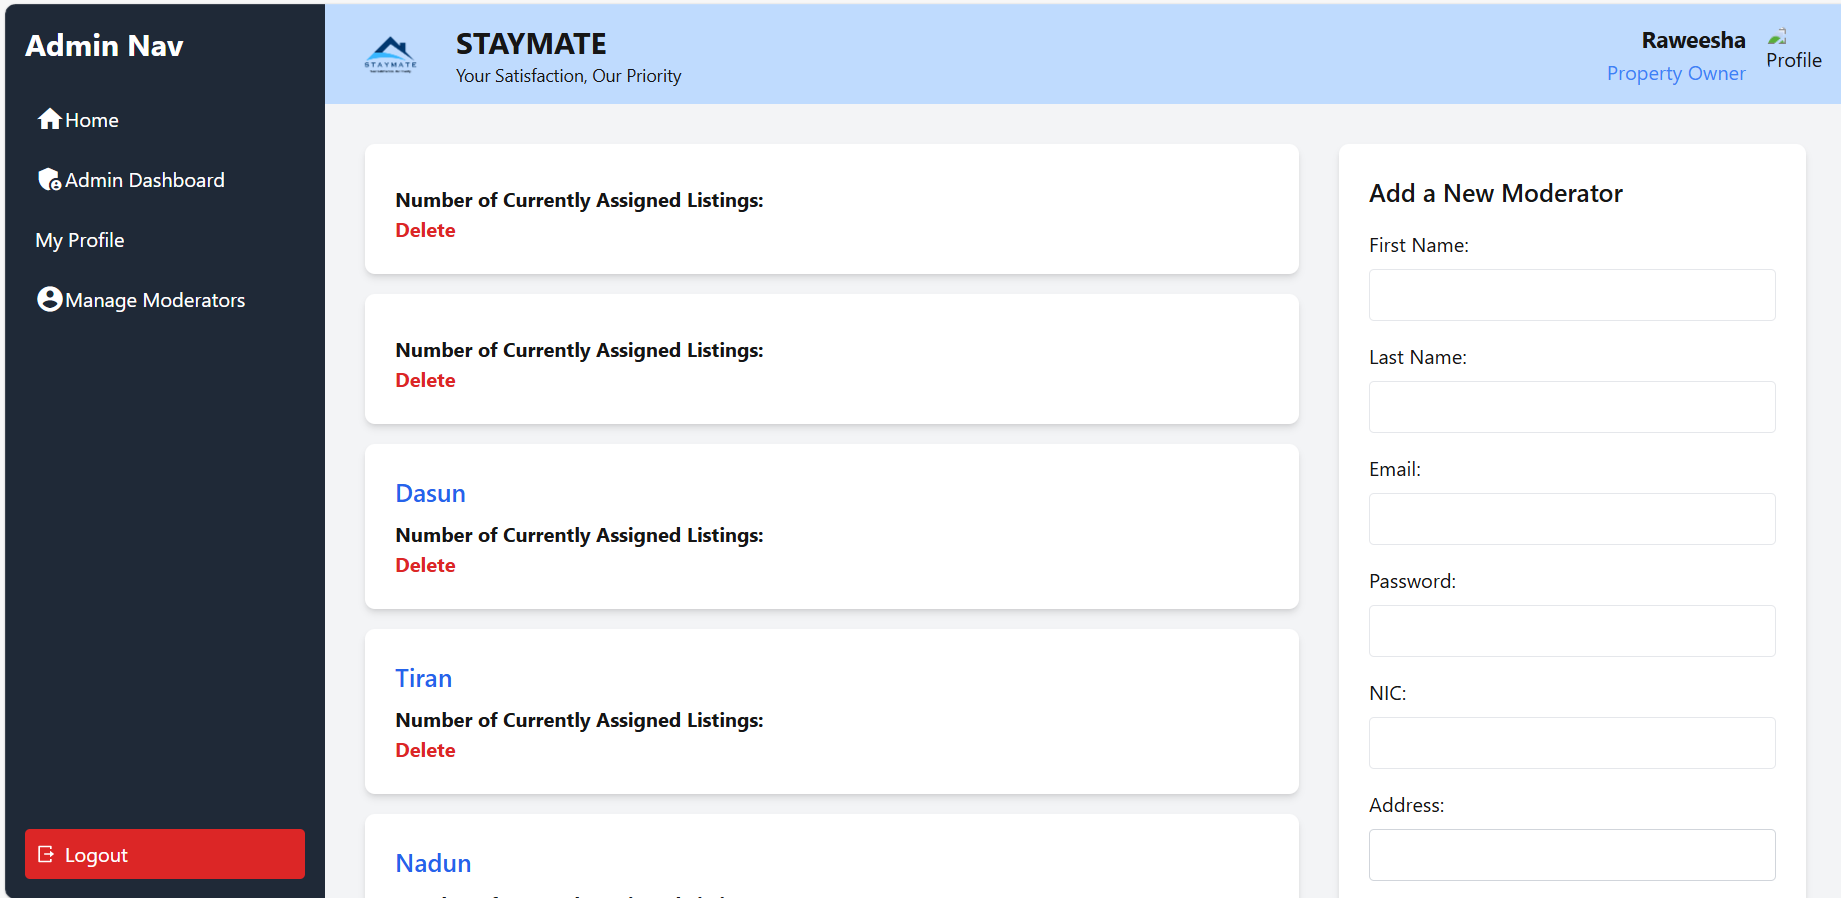 Admin Nav
Home
Admin Dashboard
My Profile
Manage Moderators
Logout
STAYMATE
STAYMATE
Your Satisfaction, Our Priority
Raweesha
Property Owner
Profile
Number of Currently Assigned Listings:
Delete
Number of Currently Assigned Listings:
Delete
Dasun
Number of Currently Assigned Listings:
Delete
Tiran
Number of Currently Assigned Listings:
Delete
Nadun
Add a New Moderator
First Name:
Last Name:
Email:
Password:
NIC:
Address: